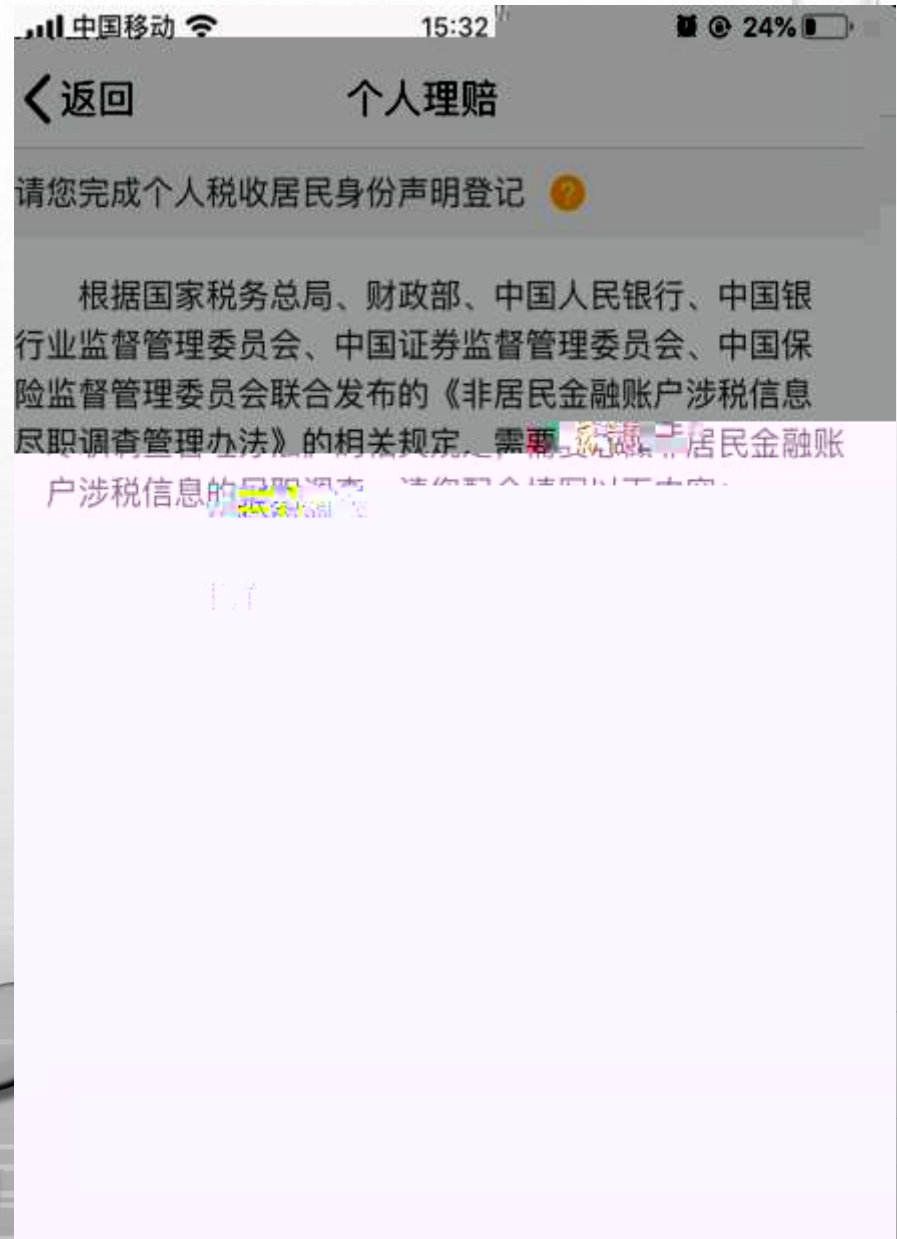 中国移动 15:32 24%
返回 个人理赔
请您完成个人税收居民身份声明登记 ?
根据国家税务总局、财政部、中国人民银行、中国银
行业监督管理委员会、中国证券监督管理委员会、中国保
险监督管理委员会联合发布的《非居民金融账户涉税信息
尽职调查管理办法》的相关规定，需要 非居民金融账
户涉税信息的尽职调查